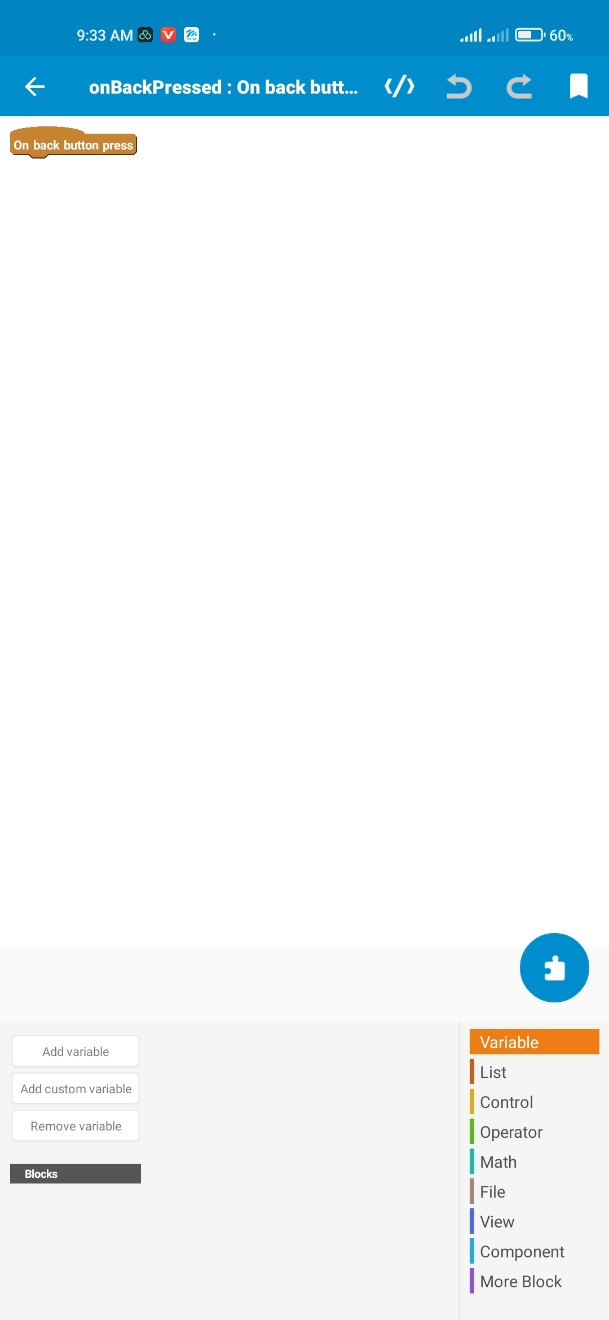 9:33 AM
60%
onBackPressed : On back butt...
On back button press
Add variable
Add custom variable
Remove variable
Blocks
Variable
List
Control
Operator
Math
File
View
Component
More Block